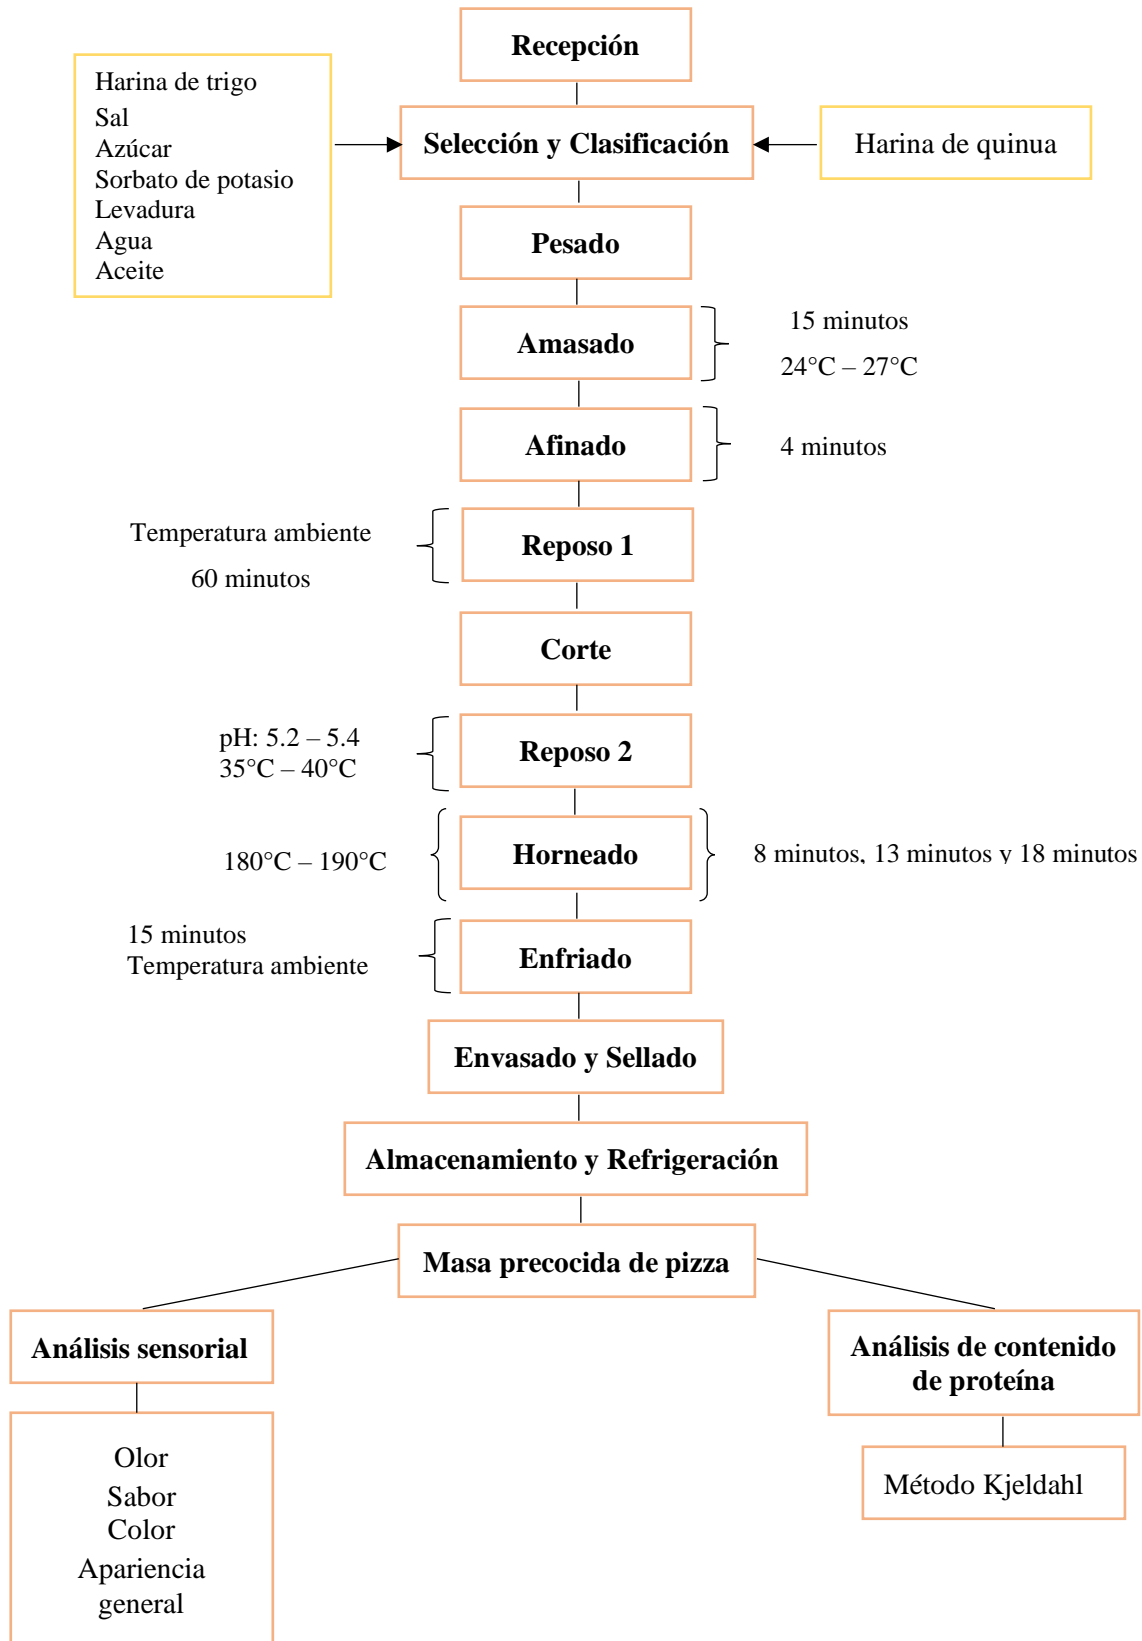 Recepción
Harina de trigo
Sal
Azúcar
Sorbato de potasio
Levadura
Agua
Aceite
Selección y Clasificación
Harina de quinua
Pesado
Amasado
15 minutos
24°C – 27°C
Afinado
4 minutos
Temperatura ambiente
60 minutos
Reposo 1
Corte
pH: 5.2 – 5.4
35°C – 40°C
Reposo 2
180°C – 190°C
Horneado
8 minutos, 13 minutos y 18 minutos
15 minutos
Temperatura ambiente
Enfriado
Envasado y Sellado
Almacenamiento y Refrigeración
Masa precocida de pizza
Análisis sensorial
Olor
Sabor
Color
Apariencia
general
Análisis de contenido
de proteína
Método Kjeldahl